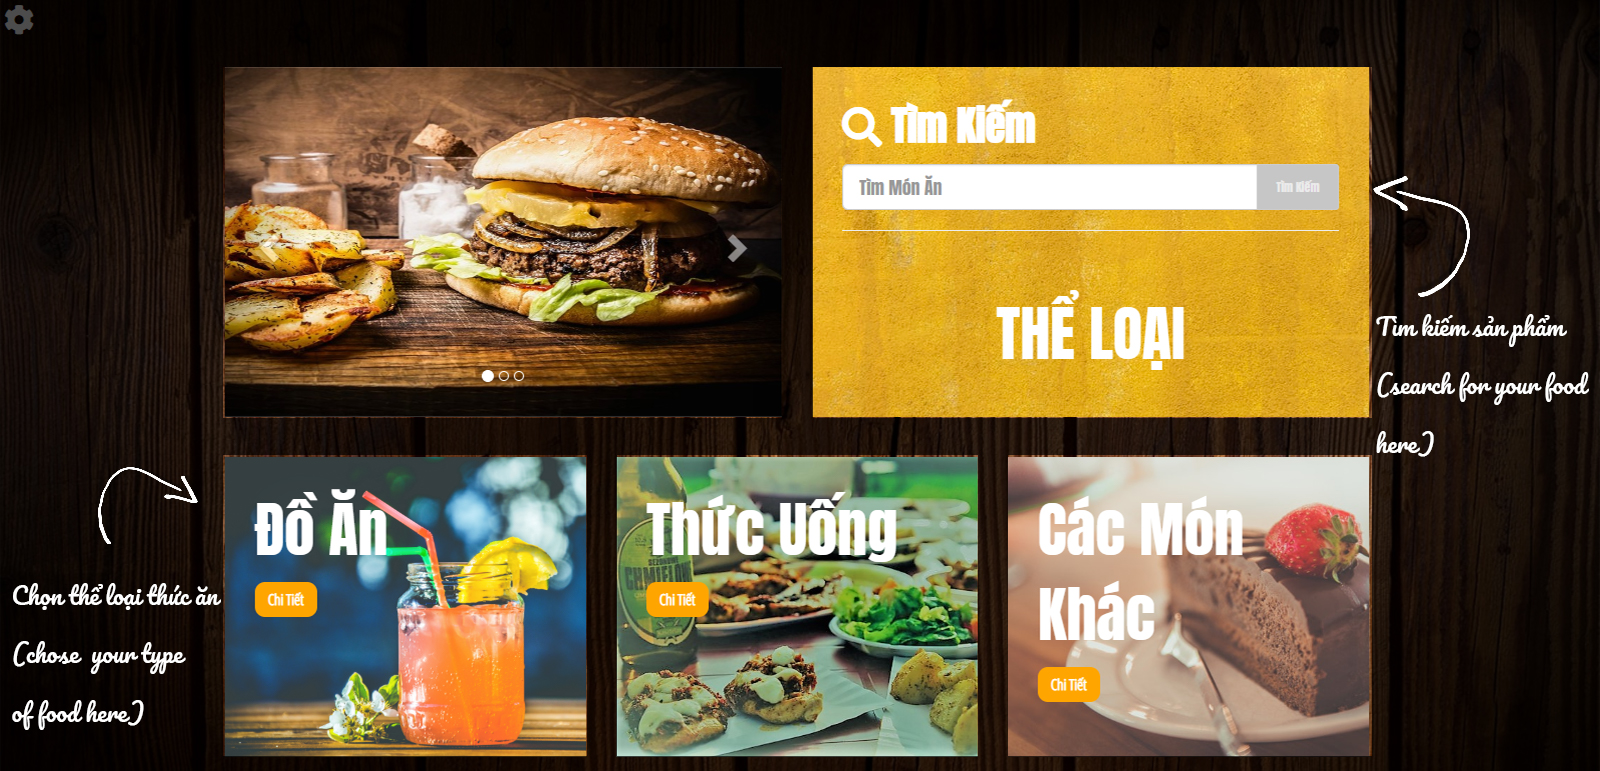 Tìm Kiếm
Tìm Món Ăn
Tìm Kiếm
THỂ LOẠI
Tìm kiếm sản phẩm
(search for your food
here)
Đồ Ăn
Chi Tiết
Thức Uống
Chi Tiết
Các Món
Khác
Chi Tiết
Chọn thể loại thức ăn
(chose your type
of food here)